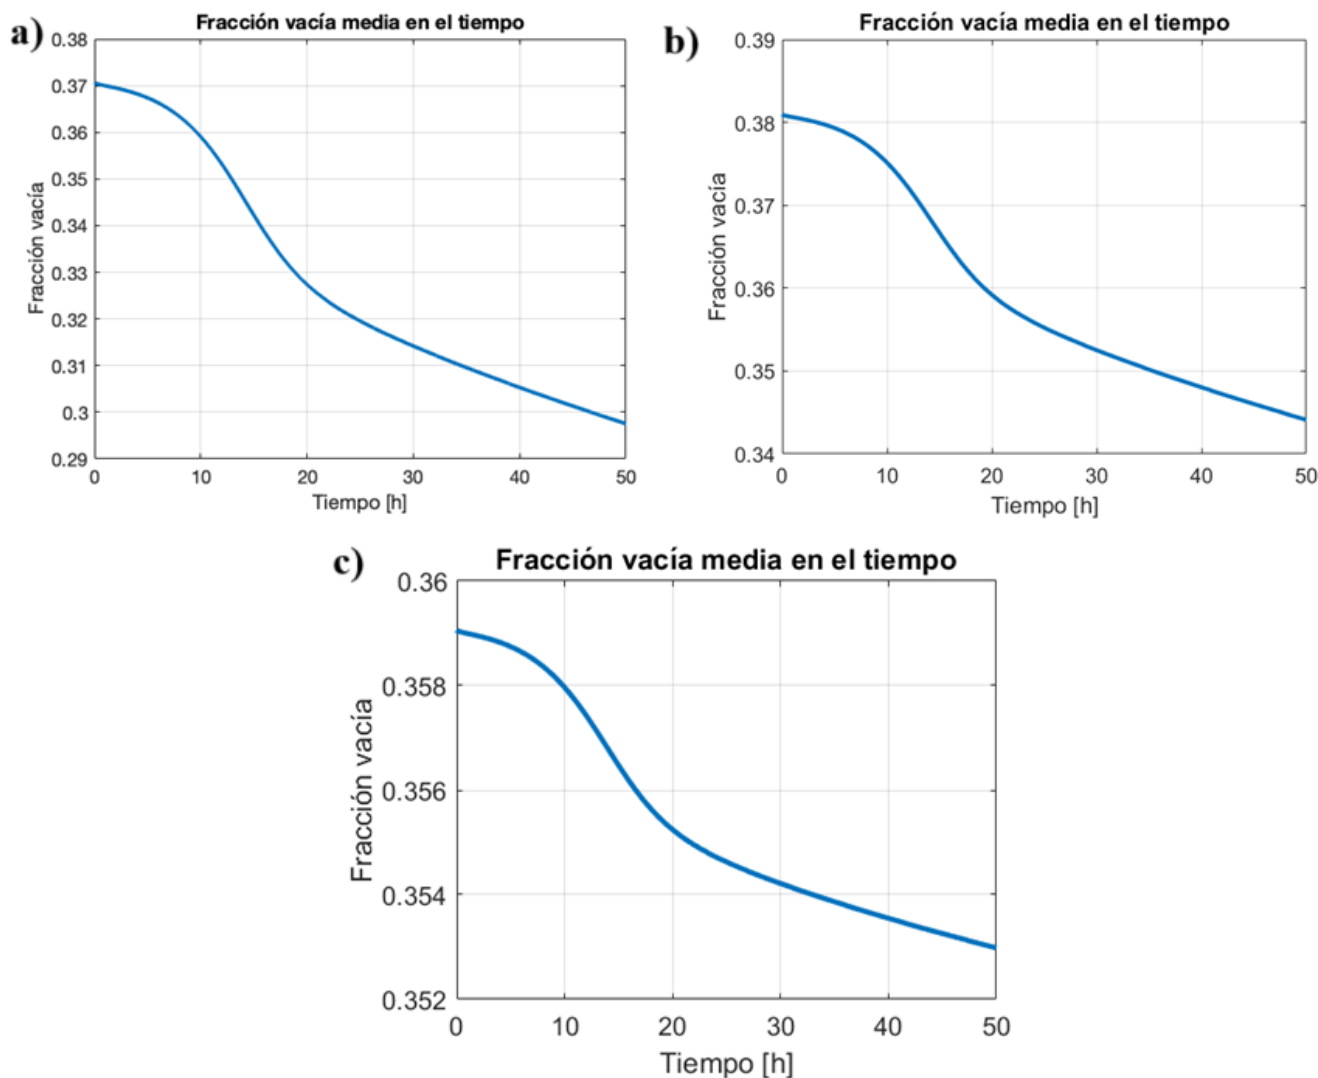 a)
Fracción vacía media en el tiempo
0.38
0.37
0.36
0.35
0.34
0.33
0.32
0.31
0.3
0.29
Fracción vacía
0 10 20 30 40 50
Tiempo [h]
b)
Fracción vacía media en el tiempo
0.39
0.38
0.37
0.36
0.35
0.34
Fracción vacía
0 10 20 30 40 50
Tiempo [h]
c)
Fracción vacía media en el tiempo
0.36
0.358
0.356
0.354
0.352
Fracción vacía
0 10 20 30 40 50
Tiempo [h]